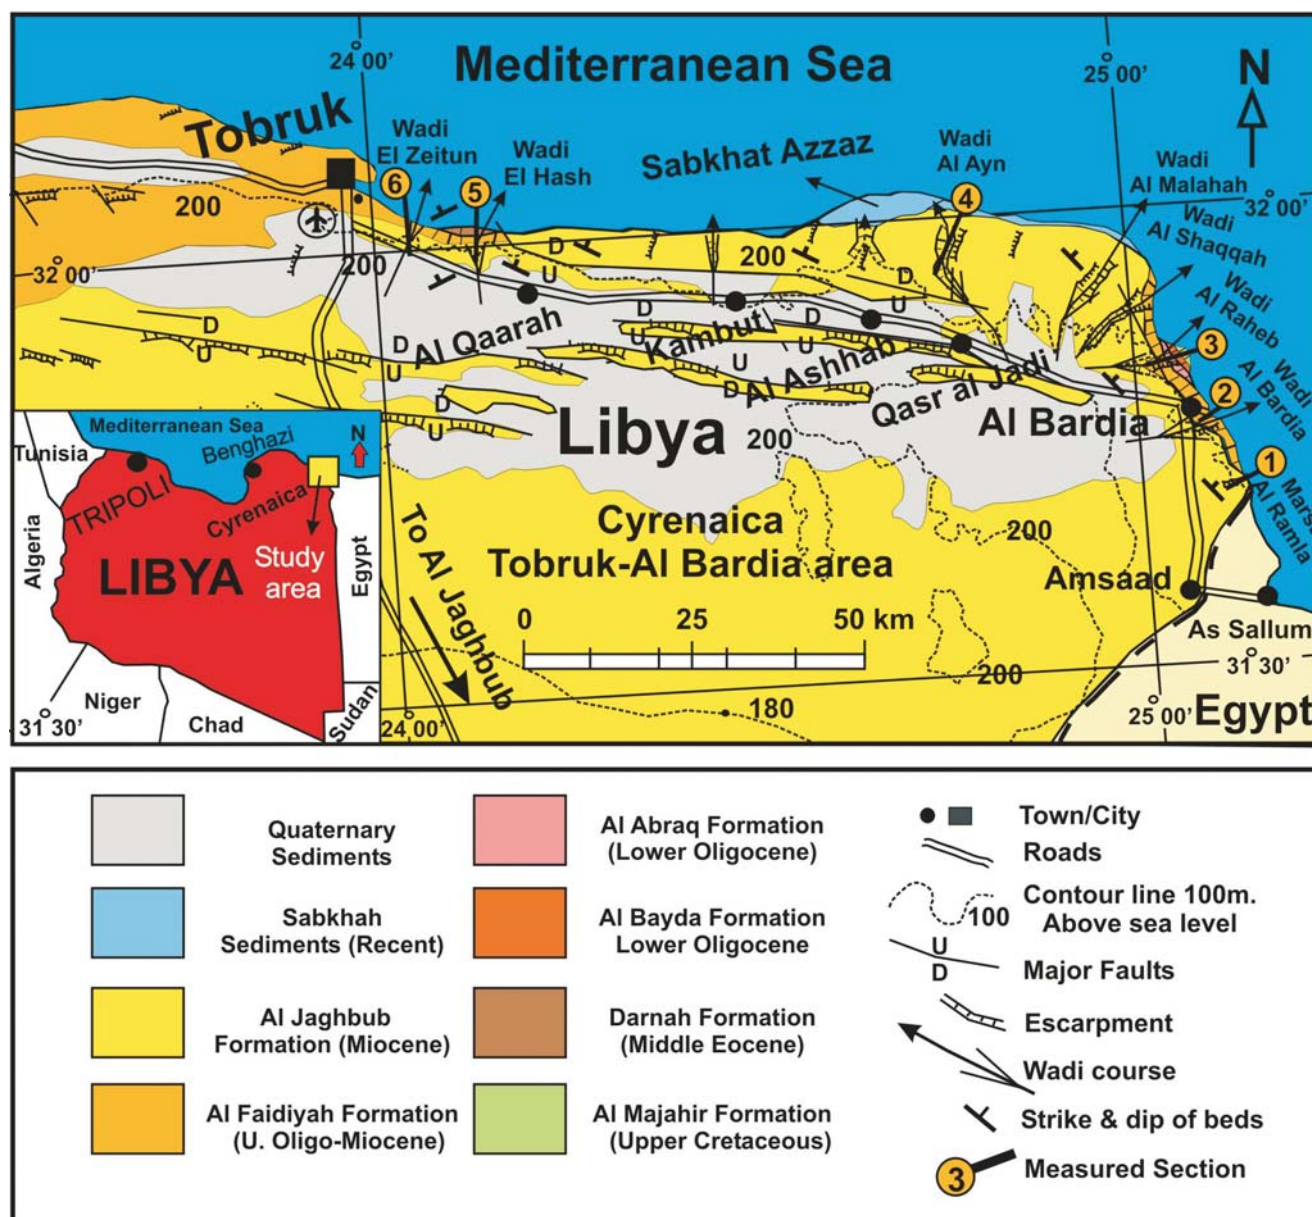 24°00'
Mediterranean Sea
25°00'
N
Tobruk
Wadi
El Zeitun
Wadi
El Hash
Sabkhat Azzaz
Wadi
Al Ayn
Wadi
Al Malahah
6
5
4
200
32°00'
Wadi
Al Shaqqah
32°00'
200
D
U
200
D
U
Wadi
Al Raheb
D
U
Al Qaarah
D
U
D
U
Kambut
D
U
Al Ashhab
U
D
Qasr al Jadi
3
Wadi
Al Bardia
2
D
U
Libya
200
Al Bardia
1
Marsa
Al Ramla
Cyrenaica
Tobruk-Al Bardia area
200
To Al Jaghbub
Amsaad
0
25
50 km
As Sallum
31°30'
200
180
24°00'
25°00'
Egypt
Mediterranean Sea
N
Tunisia
Benghazi
TRIPOLI
Cyrenaica
Algeria
LIBYA
Study
area
Egypt
Niger
Chad
Sudan
31°30'
Quaternary
Sediments
Sabkhah
Sediments (Recent)
Al Jaghbub
Formation (Miocene)
Al Faidiyah Formation
(U. Oligo-Miocene)
Al Abraq Formation
(Lower Oligocene)
Al Bayda Formation
Lower Oligocene
Darnah Formation
(Middle Eocene)
Al Majahir Formation
(Upper Cretaceous)
Town/City
Roads
100
Contour line 100m.
Above sea level
U
D
Major Faults
Escarpment
Wadi course
Strike & dip of beds
3
Measured Section